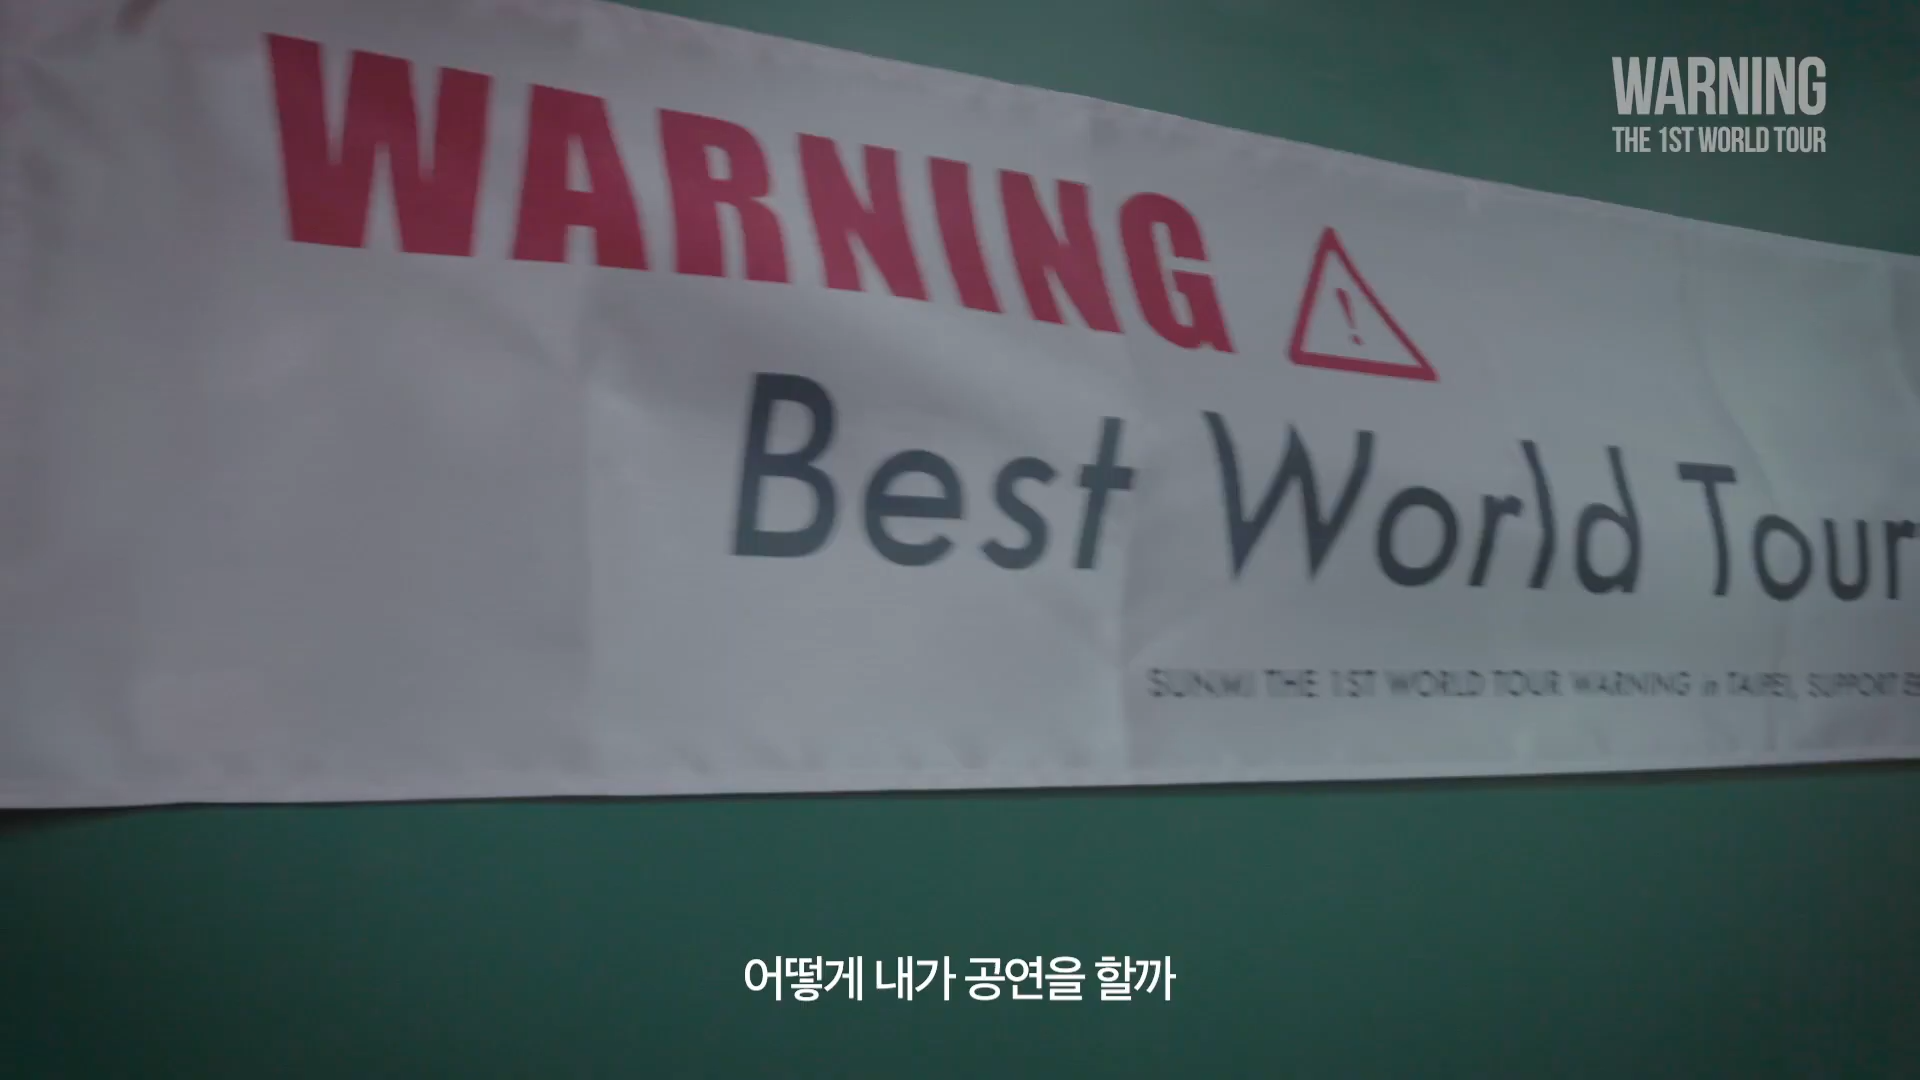 WARNING
THE 1ST WORLD TOUR
WARNING
Best World Tour
SUNMI THE 1ST WORLD TOUR WARNING in TAIPEI, SUPPORT
어떻게 내가 공연을 할까